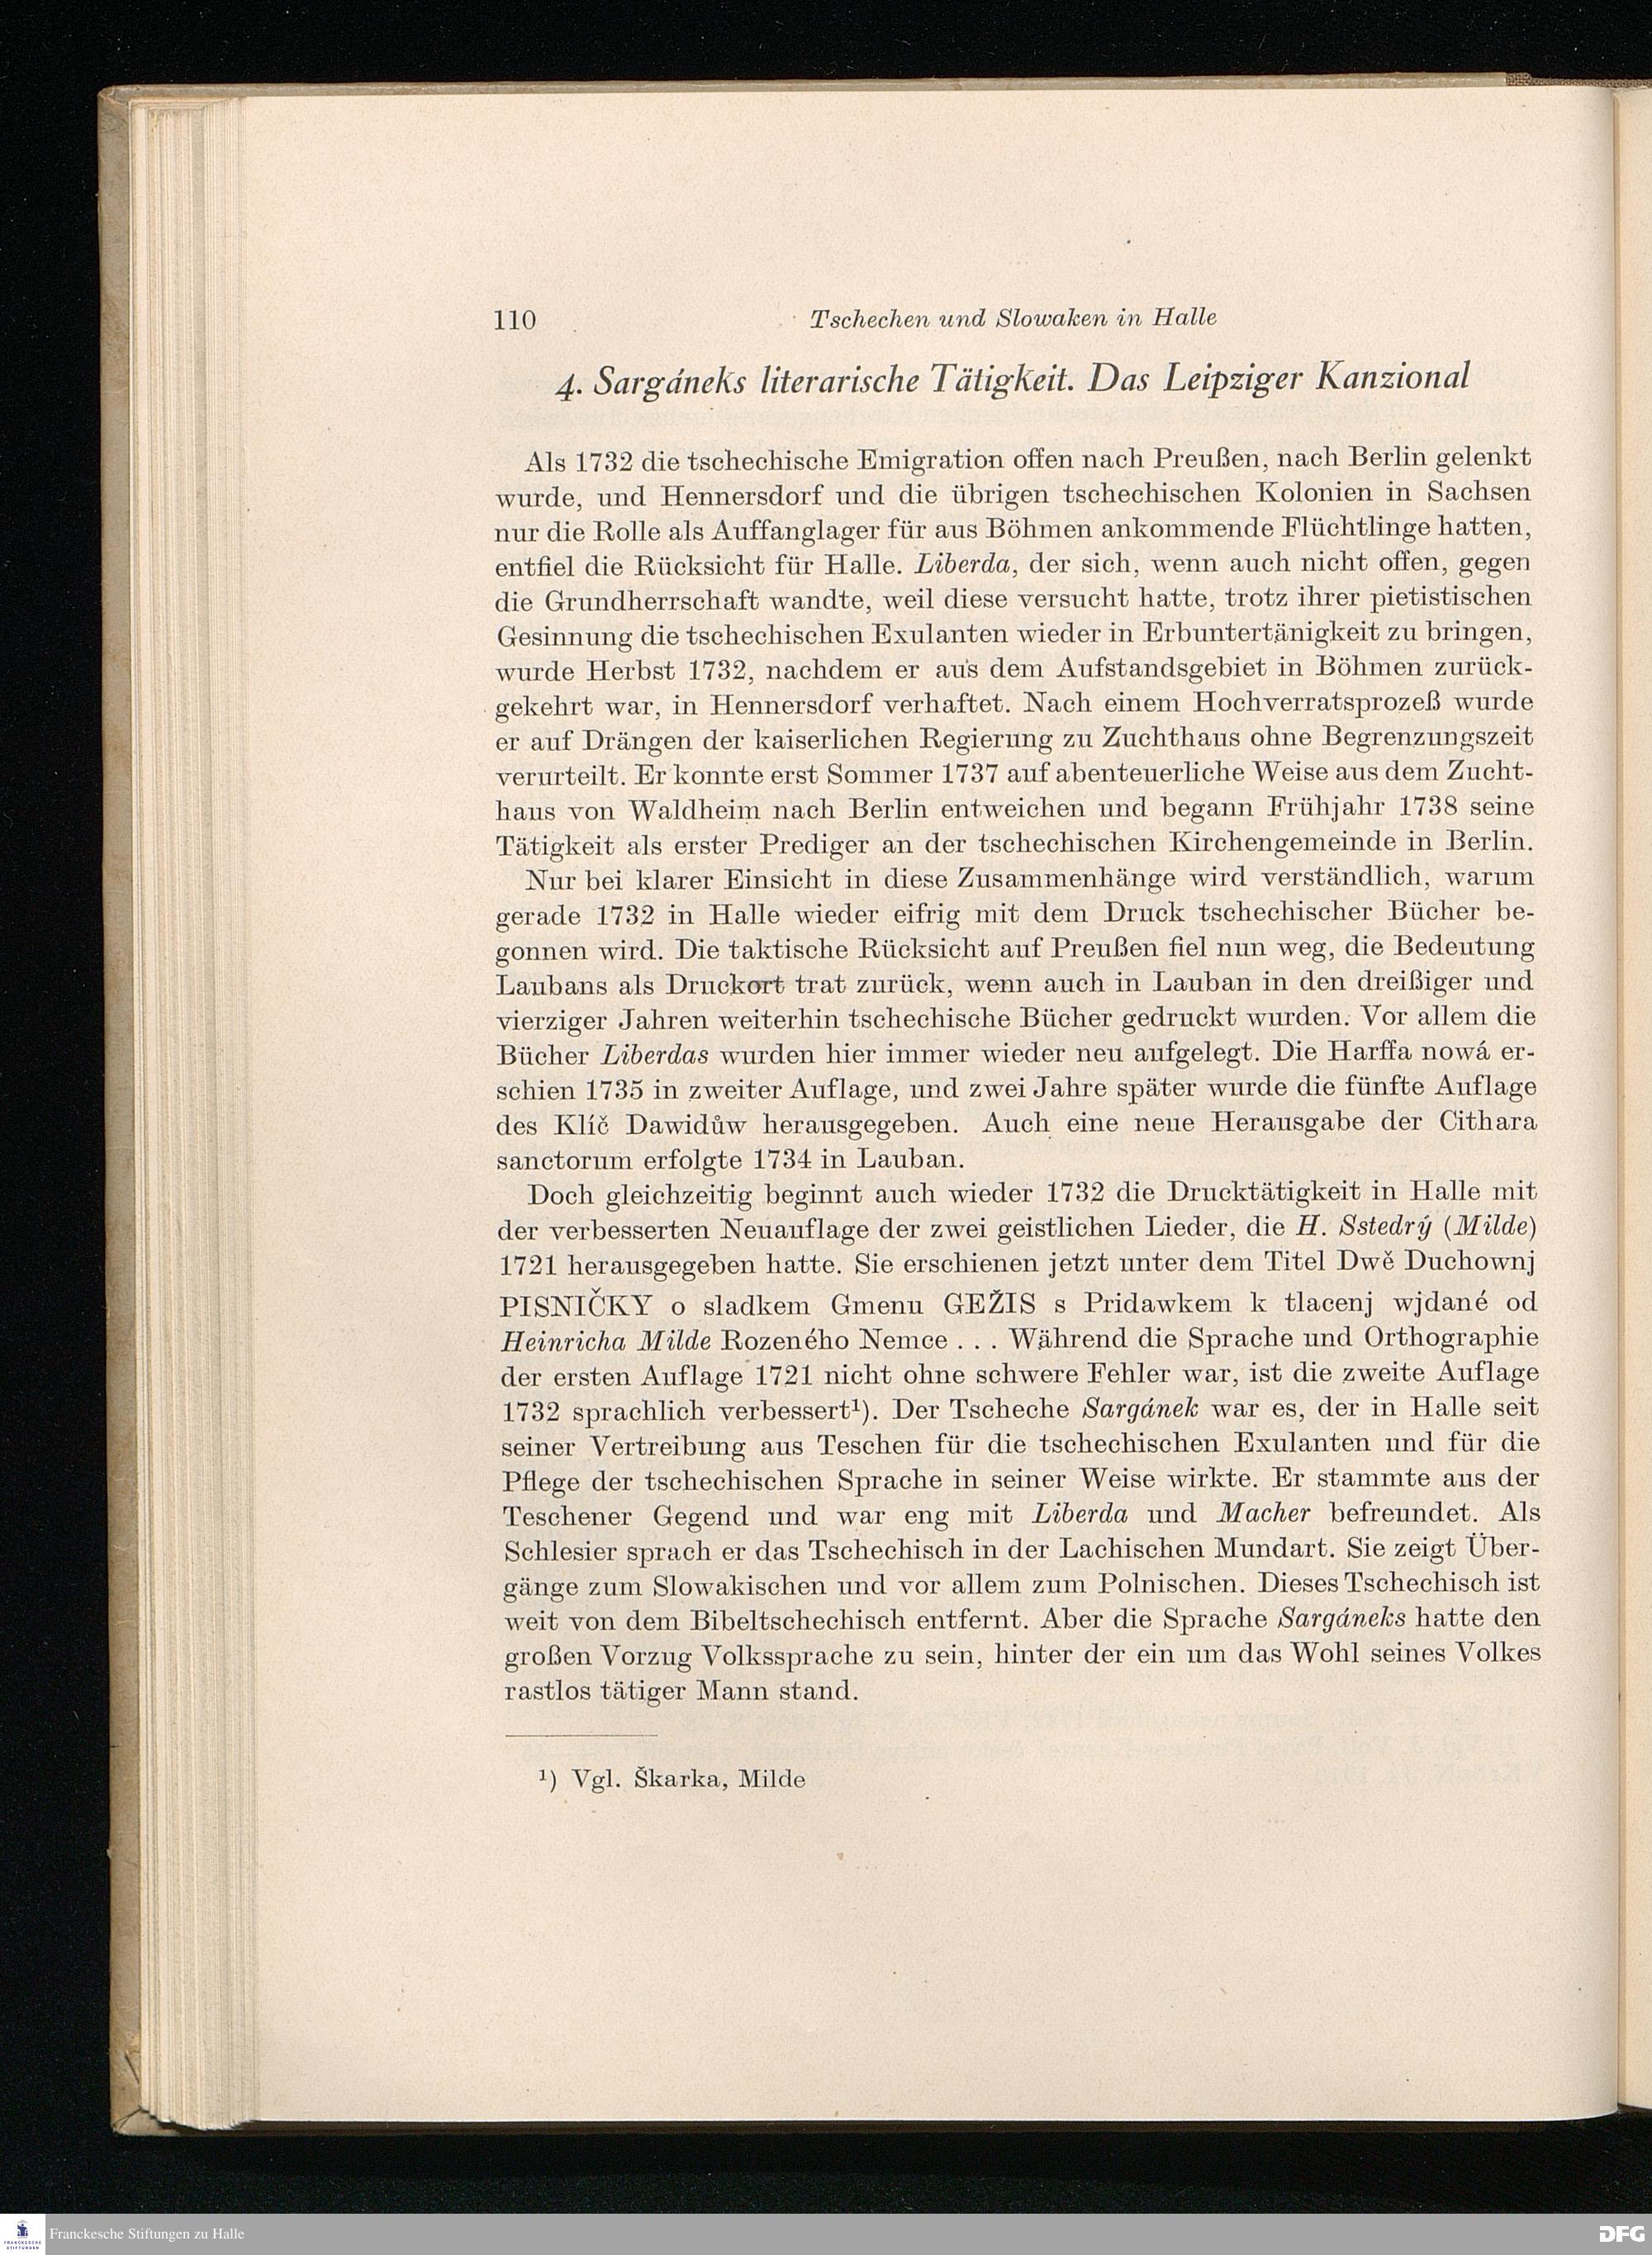 110
Tschechen und Slowaken in Halle
4. Sargáneks literarische Tätigkeit. Das Leipziger Kanzional
Als 1732 die tschechische Emigration offen nach Preußen, nach Berlin gelenkt
wurde, und Hennersdorf und die übrigen tschechischen Kolonien in Sachsen
nur die Rolle als Auffanglager für aus Böhmen ankommende Flüchtlinge hatten,
entfiel die Rücksicht für Halle. Liberda, der sich, wenn auch nicht offen, gegen
die Grundherrschaft wandte, weil diese versucht hatte, trotz ihrer pietistischen
Gesinnung die tschechischen Exulanten wieder in Erbuntertänigkeit zu bringen,
wurde Herbst 1732, nachdem er aus dem Aufstandsgebiet in Böhmen zurück-
gekehrt war, in Hennersdorf verhaftet. Nach einem Hochverratsprozeß wurde
er auf Drängen der kaiserlichen Regierung zu Zuchthaus ohne Begrenzungszeit
verurteilt. Er konnte erst Sommer 1737 auf abenteuerliche Weise aus dem Zucht-
haus von Waldheim nach Berlin entweichen und begann Frühjahr 1738 seine
Tätigkeit als erster Prediger an der tschechischen Kirchengemeinde in Berlin.
Nur bei klarer Einsicht in diese Zusammenhänge wird verständlich, warum
gerade 1732 in Halle wieder eifrig mit dem Druck tschechischer Bücher be-
gonnen wird. Die taktische Rücksicht auf Preußen fiel nun weg, die Bedeutung
Laubans als Druckort trat zurück, wenn auch in Lauban in den dreißiger und
vierziger Jahren weiterhin tschechische Bücher gedruckt wurden. Vor allem die
Bücher Liberdas wurden hier immer wieder neu aufgelegt. Die Harffa nowá er-
schien 1735 in zweiter Auflage, und zwei Jahre später wurde die fünfte Auflage
des Klíč Dawidův herausgegeben. Auch eine neue Herausgabe der Cithara
sanctorum erfolgte 1734 in Lauban.
Doch gleichzeitig beginnt auch wieder 1732 die Drucktätigkeit in Halle mit
der verbesserten Neuauflage der zwei geistlichen Lieder, die H. Sstedrý (Milde)
1721 herausgegeben hatte. Sie erschienen jetzt unter dem Titel Dwě Duchownj
PISNIČKY o sladkem Gmenu GEŽIS s Pridawkem k tlacenj wjdané od
Heinricha Milde Rozeného Nemce . . . Während die Sprache und Orthographie
der ersten Auflage 1721 nicht ohne schwere Fehler war, ist die zweite Auflage
1732 sprachlich verbessert¹). Der Tscheche Sargánek war es, der in Halle seit
seiner Vertreibung aus Teschen für die tschechischen Exulanten und für die
Pflege der tschechischen Sprache in seiner Weise wirkte. Er stammte aus der
Teschener Gegend und war eng mit Liberda und Macher befreundet. Als
Schlesier sprach er das Tschechisch in der Lachischen Mundart. Sie zeigt Über-
gänge zum Slowakischen und vor allem zum Polnischen. Dieses Tschechisch ist
weit von dem Bibeltschechisch entfernt. Aber die Sprache Sargáneks hatte den
großen Vorzug Volkssprache zu sein, hinter der ein um das Wohl seines Volkes
rastlos tätiger Mann stand.
¹) Vgl. Škarka, Milde
FRANCKESCHE
STIFTUNGEN
Franckesche Stiftungen zu Halle
DFG